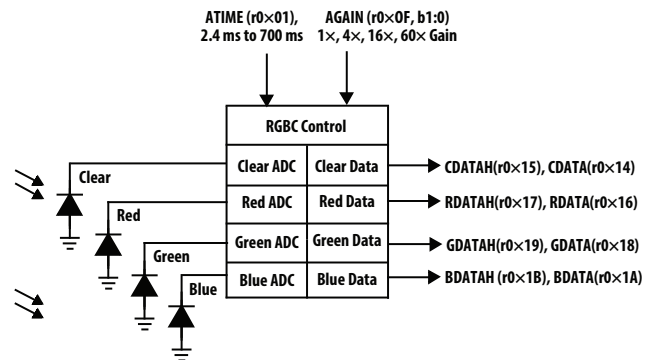 ATIME (r0×01), AGAIN (r0×0F, b1:0)
2.4 ms to 700 ms 1×, 4×, 16×, 60× Gain
RGBC Control
Clear Clear ADC Clear Data CDATAH(r0×15), CDATA(r0×14)
Red Red ADC Red Data RDATAH(r0×17), RDATA(r0×16)
Green Green ADC Green Data GDATAH(r0×19), GDATA(r0×18)
Blue Blue ADC Blue Data BDATAH (r0×1B), BDATA(r0×1A)